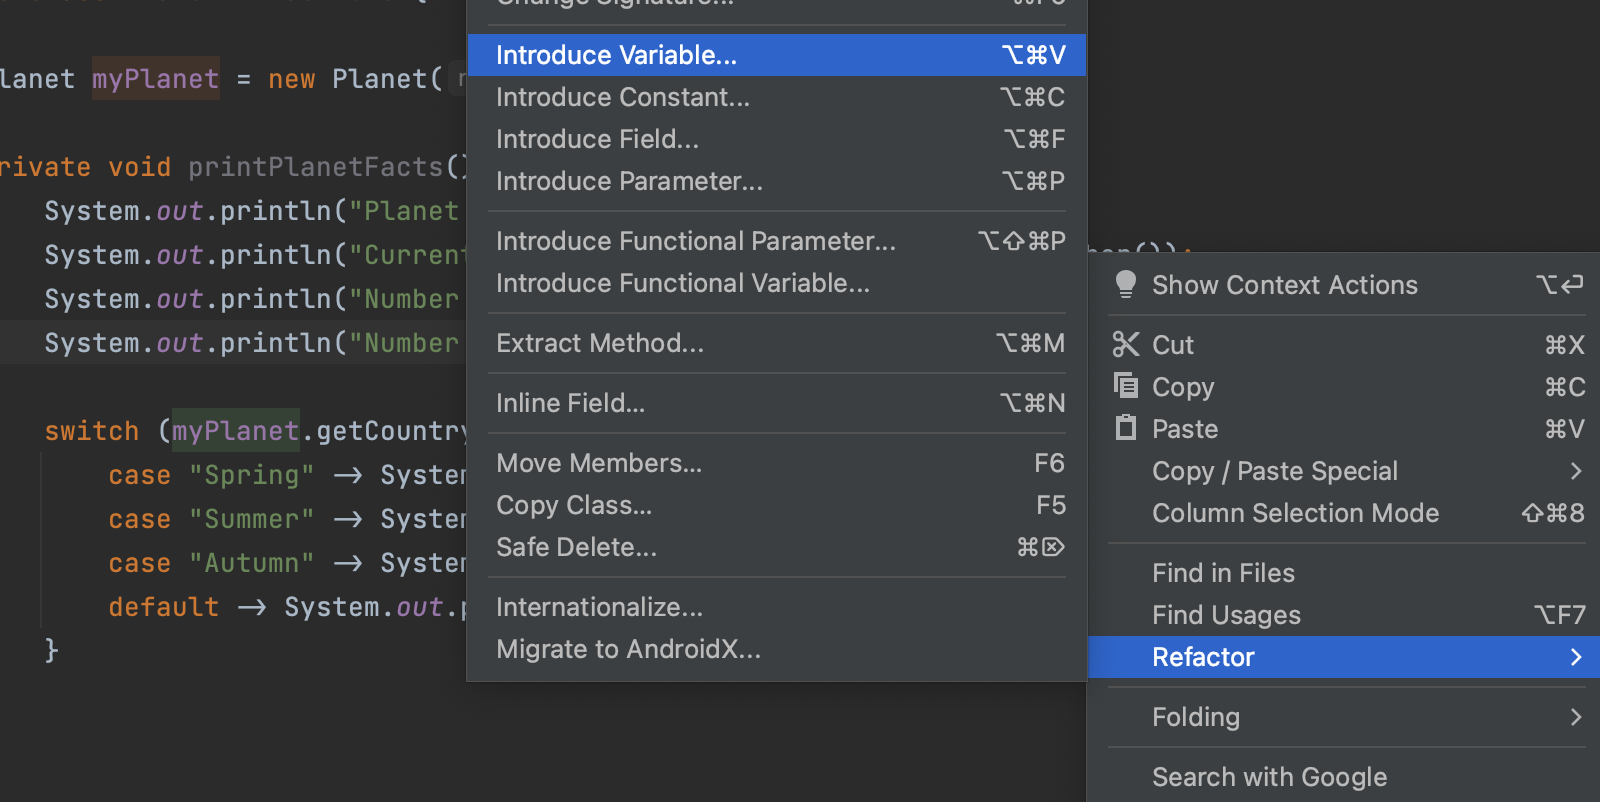 lanet myPlanet = new Planet(
rivate void printPlanetFacts()
System.out.println("Planet
System.out.println("Current
System.out.println("Number
System.out.println("Number
switch (myPlanet.getCountry
case "Spring" -> System
case "Summer" -> System
case "Autumn" -> System
default -> System.out.p
}
Change Signature... ⌘F6
Introduce Variable... ⌥⌘V
Introduce Constant... ⌥⌘C
Introduce Field... ⌥⌘F
Introduce Parameter... ⌥⌘P
Introduce Functional Parameter... ⌥⇧⌘P
Introduce Functional Variable...
Extract Method... ⌥⌘M
Inline Field... ⌥⌘N
Move Members... F6
Copy Class... F5
Safe Delete... ⌘⌦
Internationalize...
Migrate to AndroidX...
Show Context Actions ⌥⏎
Cut ⌘X
Copy ⌘C
Paste ⌘V
Copy / Paste Special >
Column Selection Mode ⇧⌘8
Find in Files
Find Usages ⌥F7
Refactor >
Folding >
Search with Google